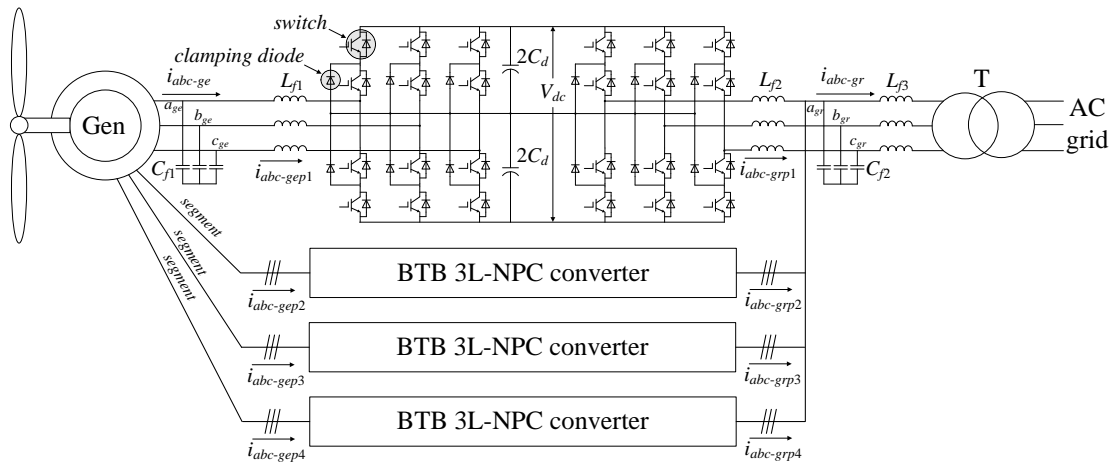 switch
clamping diode
i_abc-ge
L_f1
2C_d
V_dc
L_f2
i_abc-gr
L_f3
T
a_ge
a_gr
AC
Gen
b_ge
b_gr
grid
c_ge
c_gr
C_f1
i_abc-gep1
2C_d
i_abc-grp1
C_f2
segment
segment
segment
BTB 3L-NPC converter
i_abc-gep2
i_abc-grp2
BTB 3L-NPC converter
i_abc-gep3
i_abc-grp3
BTB 3L-NPC converter
i_abc-gep4
i_abc-grp4